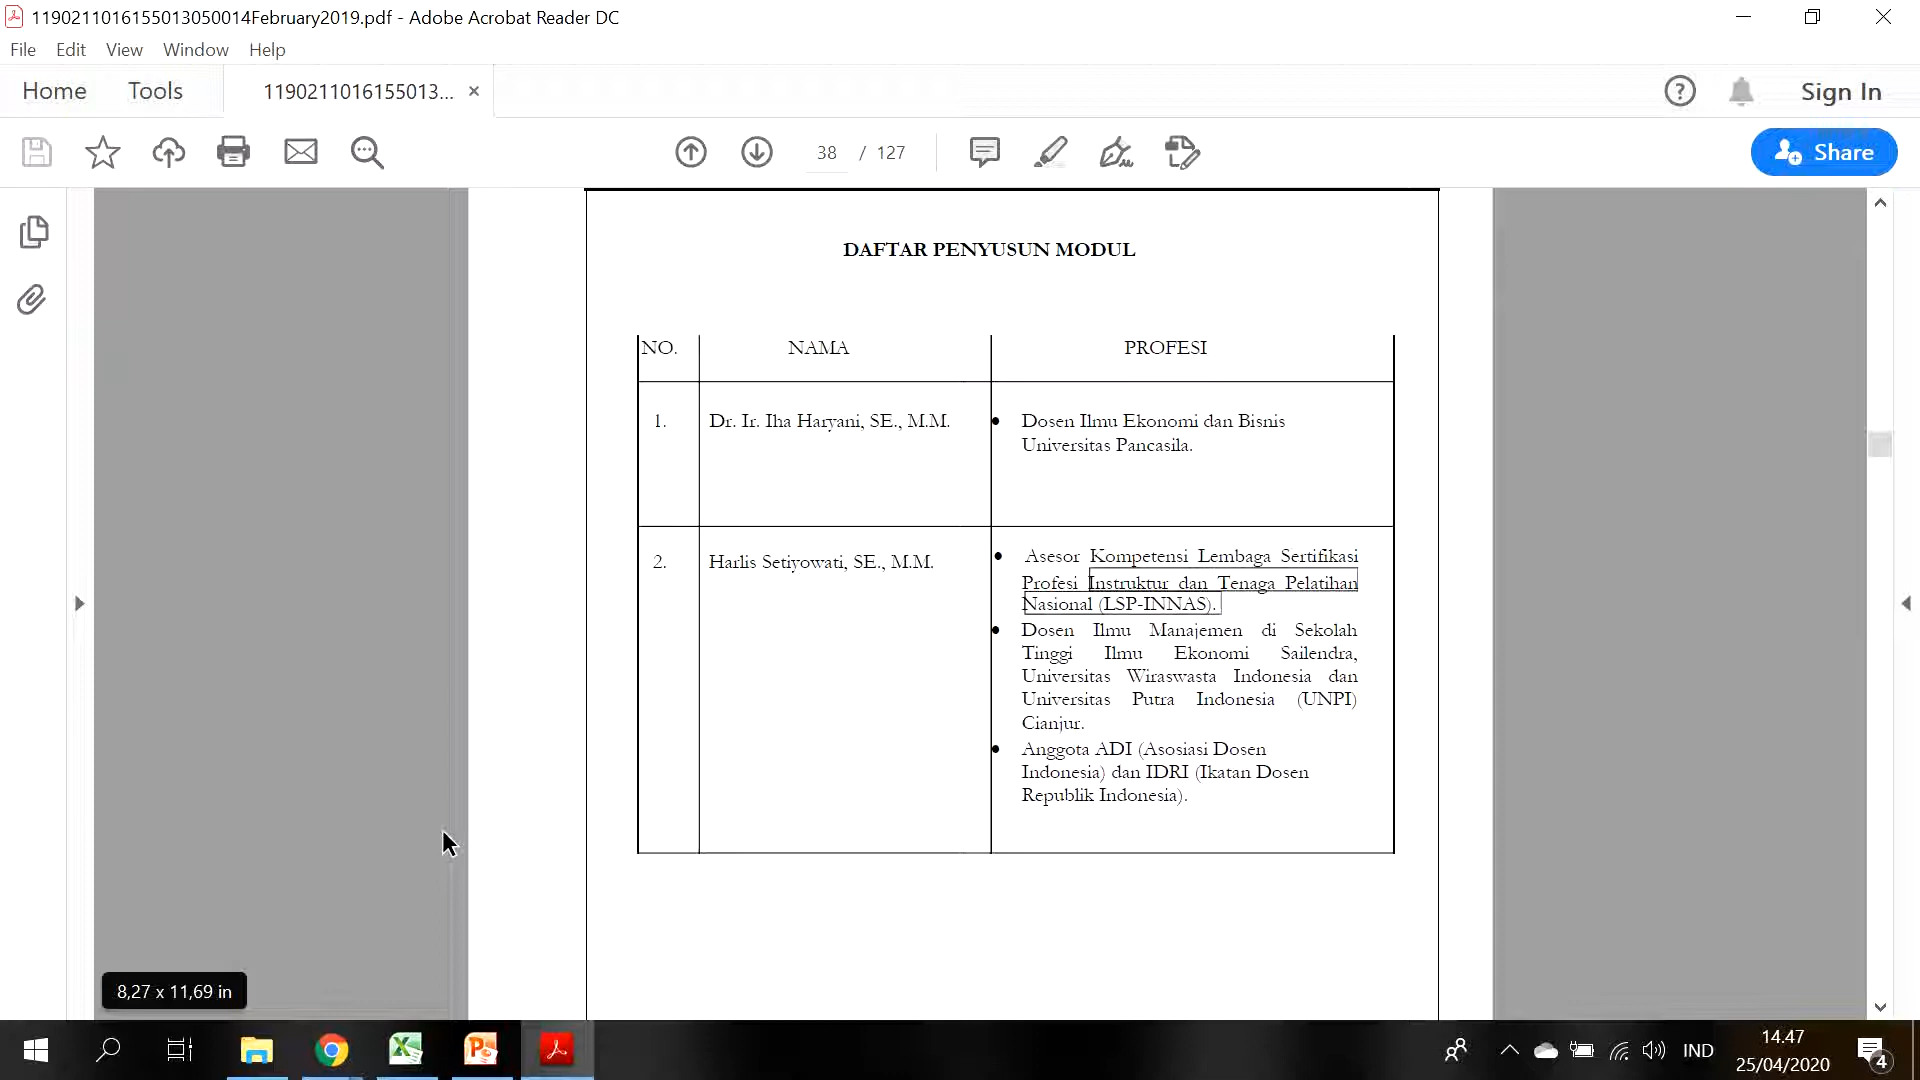 1190211016155013050014February2019.pdf - Adobe Acrobat Reader DC
File Edit View Window Help
Home Tools 1190211016155013... ×
? Sign In
38 / 127
Share
DAFTAR PENYUSUN MODUL
NO. NAMA PROFESI
1. Dr. Ir. Iha Haryani, SE., M.M. • Dosen Ilmu Ekonomi dan Bisnis
Universitas Pancasila.
2. Harlis Setiyowati, SE., M.M. • Asesor Kompetensi Lembaga Sertifikasi
Profesi Instruktur dan Tenaga Pelatihan
Nasional (LSP-INNAS).
• Dosen Ilmu Manajemen di Sekolah
Tinggi Ilmu Ekonomi Sailendra,
Universitas Wiraswasta Indonesia dan
Universitas Putra Indonesia (UNPI)
Cianjur.
• Anggota ADI (Asosiasi Dosen
Indonesia) dan IDRI (Ikatan Dosen
Republik Indonesia).
8,27 x 11,69 in
IND
14.47
25/04/2020
4